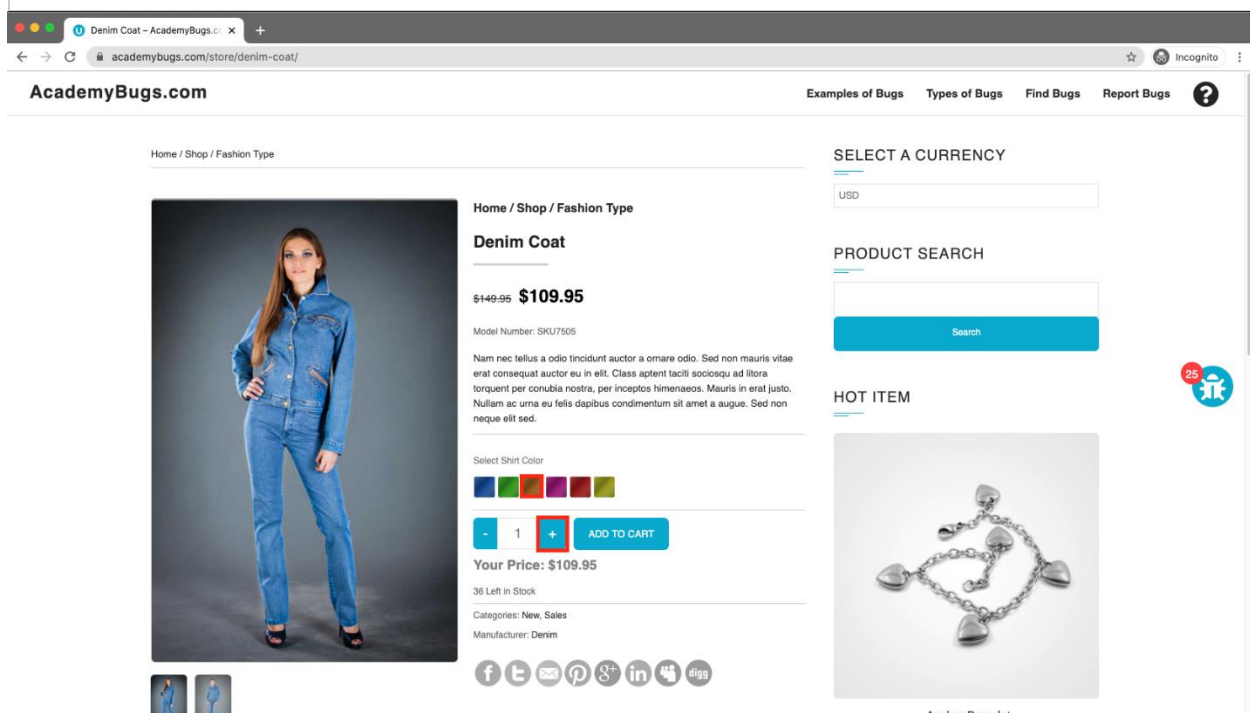 Denim Coat – AcademyBugs.c
academybugs.com/store/denim-coat/
Incognito
AcademyBugs.com
Examples of Bugs
Types of Bugs
Find Bugs
Report Bugs
?
Home / Shop / Fashion Type
Home / Shop / Fashion Type
Denim Coat
$149.95 $109.95
Model Number: SKU7505
Nam nec tellus a odio tincidunt auctor a ornare odio. Sed non mauris vitae
erat consequat auctor eu in elit. Class aptent taciti sociosqu ad litora
torquent per conubia nostra, per inceptos himenaeos. Mauris in erat justo.
Nullam ac urna eu felis dapibus condimentum sit amet a augue. Sed non
neque elit sed.
Select Shirt Color
- 1 + ADD TO CART
Your Price: $109.95
36 Left in Stock
Categories: New, Sales
Manufacturer: Denim
digg
SELECT A CURRENCY
USD
PRODUCT SEARCH
Search
HOT ITEM
25